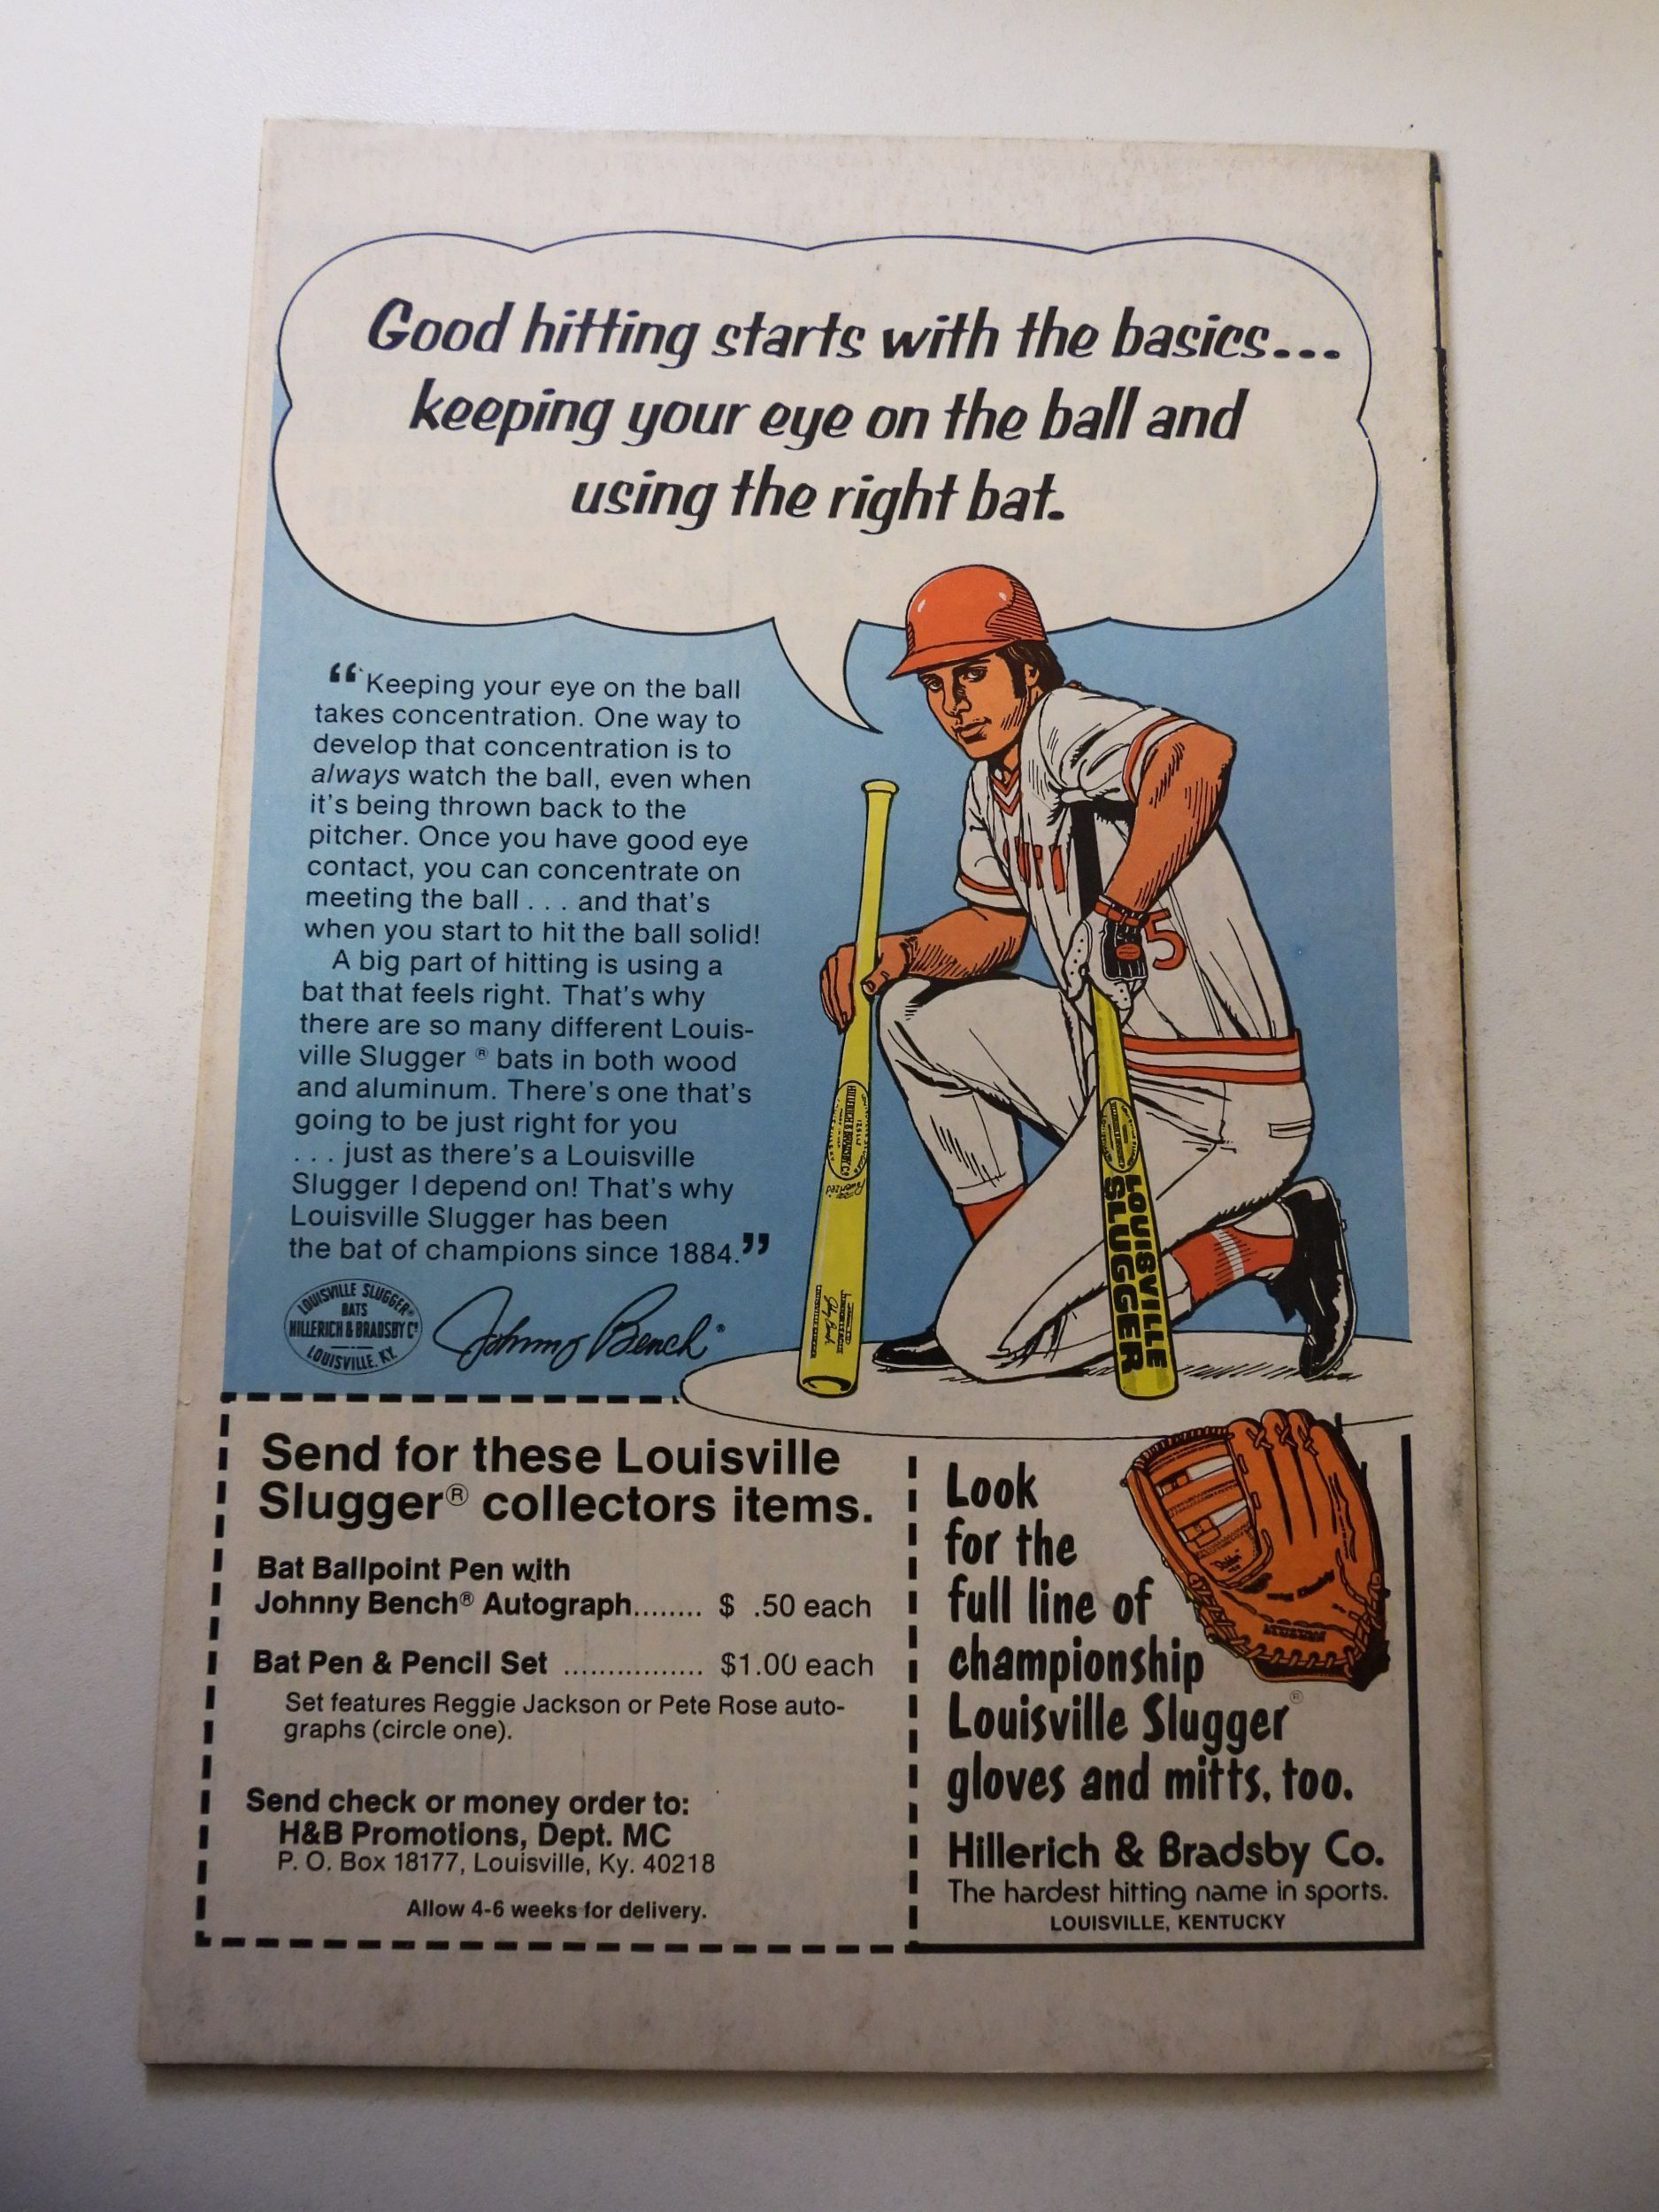 Good hitting starts with the basics...
keeping your eye on the ball and
using the right bat.
“Keeping your eye on the ball
takes concentration. One way to
develop that concentration is to
always watch the ball, even when
it's being thrown back to the
pitcher. Once you have good eye
contact, you can concentrate on
meeting the ball . . . and that's
when you start to hit the ball solid!
A big part of hitting is using a
bat that feels right. That's why
there are so many different Louis-
ville Slugger ® bats in both wood
and aluminum. There's one that's
going to be just right for you
. . . just as there's a Louisville
Slugger I depend on! That's why
Louisville Slugger has been
the bat of champions since 1884.”
LOUISVILLE SLUGGER®
BATS
HILLERICH & BRADSBY Cº
LOUISVILLE, KY.
Johnny Bench®
5
HILLERICH & BRADSBY Cº
LOUISVILLE
SLUGGER
Send for these Louisville
Slugger® collectors items.
Bat Ballpoint Pen with
Johnny Bench® Autograph........ $ .50 each
Bat Pen & Pencil Set ................ $1.00 each
Set features Reggie Jackson or Pete Rose auto-
graphs (circle one).
Send check or money order to:
H&B Promotions, Dept. MC
P. O. Box 18177, Louisville, Ky. 40218
Allow 4-6 weeks for delivery.
Look
for the
full line of
championship
Louisville Slugger®
gloves and mitts, too.
Hillerich & Bradsby Co.
The hardest hitting name in sports.
LOUISVILLE, KENTUCKY